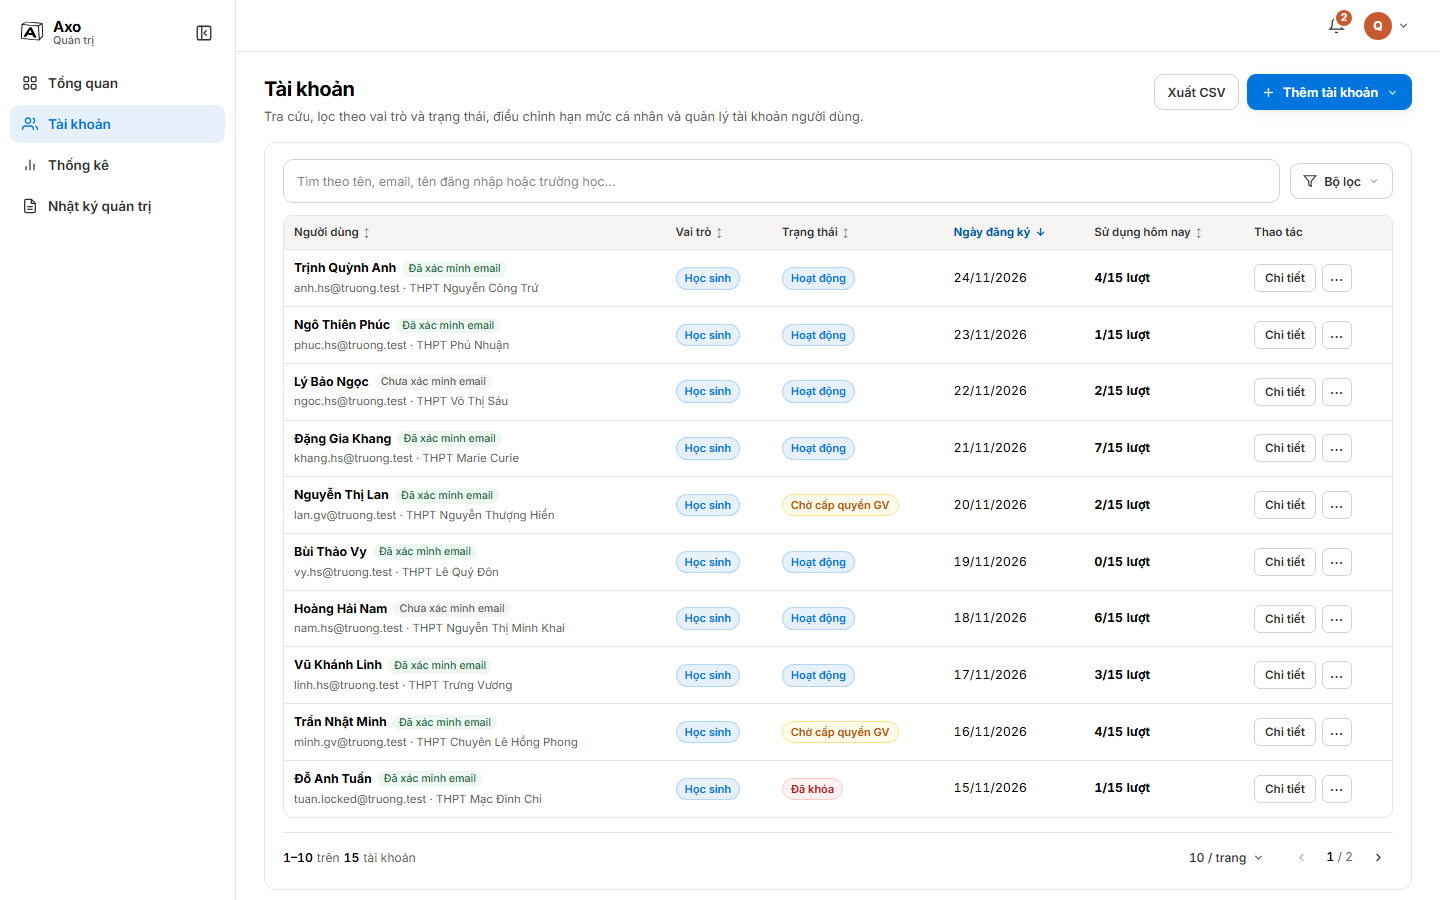 Axo
Quản trị
2
Q
Tổng quan
Tài khoản
Thống kê
Nhật ký quản trị
Tài khoản
Tra cứu, lọc theo vai trò và trạng thái, điều chỉnh hạn mức cá nhân và quản lý tài khoản người dùng.
Xuất CSV
+ Thêm tài khoản
Tìm theo tên, email, tên đăng nhập hoặc trường học...
Bộ lọc
Người dùng ↕ Vai trò ↕ Trạng thái ↕ Ngày đăng ký ↓ Sử dụng hôm nay ↕ Thao tác
Trịnh Quỳnh Anh Đã xác minh email
anh.hs@truong.test · THPT Nguyễn Công Trứ
Học sinh Hoạt động 24/11/2026 4/15 lượt Chi tiết ...
Ngô Thiên Phúc Đã xác minh email
phuc.hs@truong.test · THPT Phú Nhuận
Học sinh Hoạt động 23/11/2026 1/15 lượt Chi tiết ...
Lý Bảo Ngọc Chưa xác minh email
ngoc.hs@truong.test · THPT Võ Thị Sáu
Học sinh Hoạt động 22/11/2026 2/15 lượt Chi tiết ...
Đặng Gia Khang Đã xác minh email
khang.hs@truong.test · THPT Marie Curie
Học sinh Hoạt động 21/11/2026 7/15 lượt Chi tiết ...
Nguyễn Thị Lan Đã xác minh email
lan.gv@truong.test · THPT Nguyễn Thượng Hiền
Học sinh Chờ cấp quyền GV 20/11/2026 2/15 lượt Chi tiết ...
Bùi Thảo Vy Đã xác minh email
vy.hs@truong.test · THPT Lê Quý Đôn
Học sinh Hoạt động 19/11/2026 0/15 lượt Chi tiết ...
Hoàng Hải Nam Chưa xác minh email
nam.hs@truong.test · THPT Nguyễn Thị Minh Khai
Học sinh Hoạt động 18/11/2026 6/15 lượt Chi tiết ...
Vũ Khánh Linh Đã xác minh email
linh.hs@truong.test · THPT Trưng Vương
Học sinh Hoạt động 17/11/2026 3/15 lượt Chi tiết ...
Trần Nhật Minh Đã xác minh email
minh.gv@truong.test · THPT Chuyên Lê Hồng Phong
Học sinh Chờ cấp quyền GV 16/11/2026 4/15 lượt Chi tiết ...
Đỗ Anh Tuấn Đã xác minh email
tuan.locked@truong.test · THPT Mạc Đĩnh Chi
Học sinh Đã khóa 15/11/2026 1/15 lượt Chi tiết ...
1–10 trên 15 tài khoản
10 / trang
1 / 2